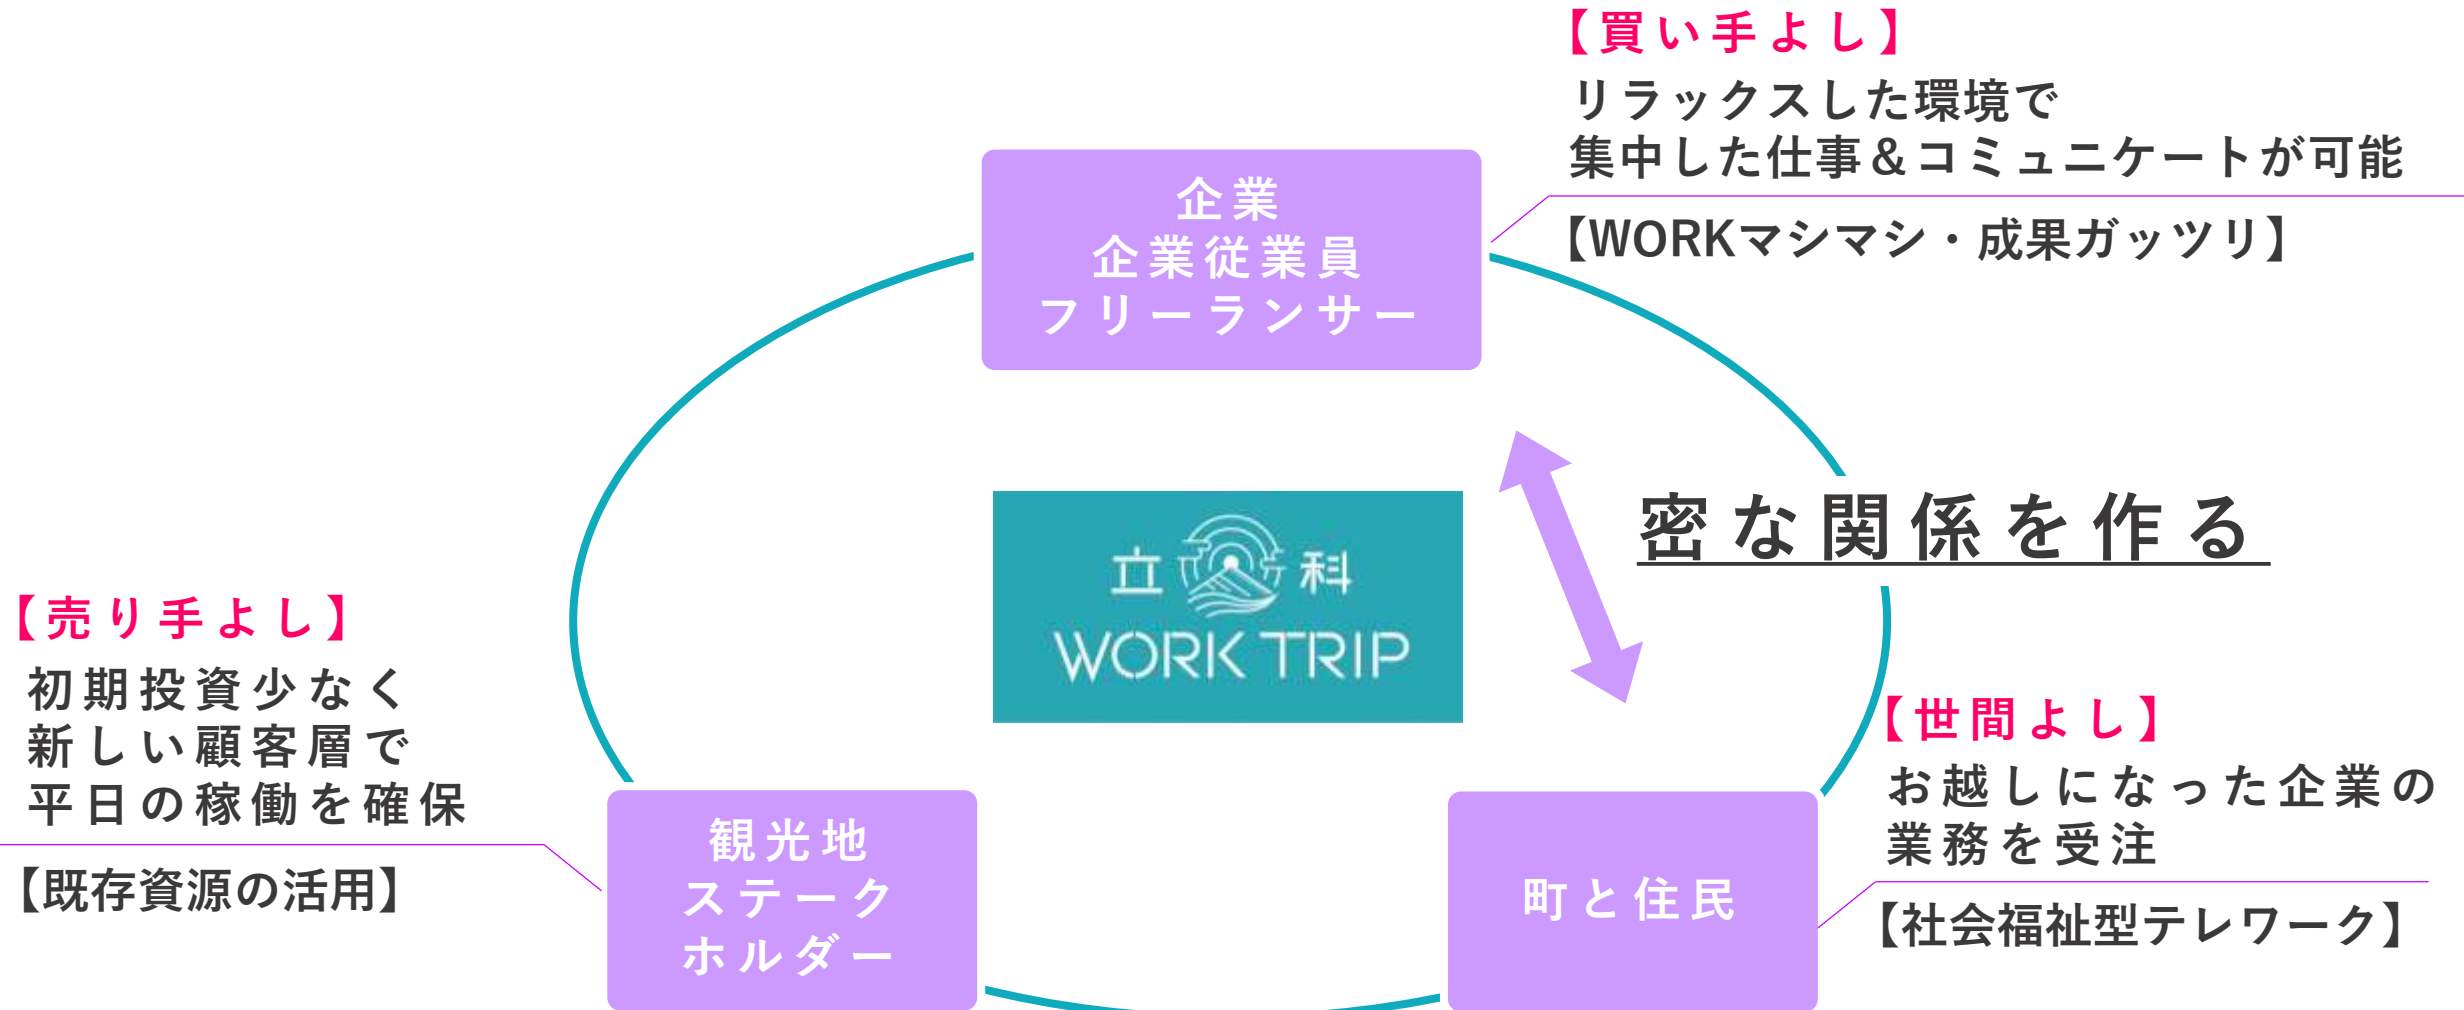 【買い手よし】
リラックスした環境で
集中した仕事＆コミュニケートが可能
【WORKマシマシ・成果ガッツリ】
企業
企業従業員
フリーランサー
密な関係を作る
立科
WORK TRIP
【売り手よし】
初期投資少なく
新しい顧客層で
平日の稼働を確保
【既存資源の活用】
観光地
ステーク
ホルダー
町と住民
【世間よし】
お越しになった企業の
業務を受注
【社会福祉型テレワーク】